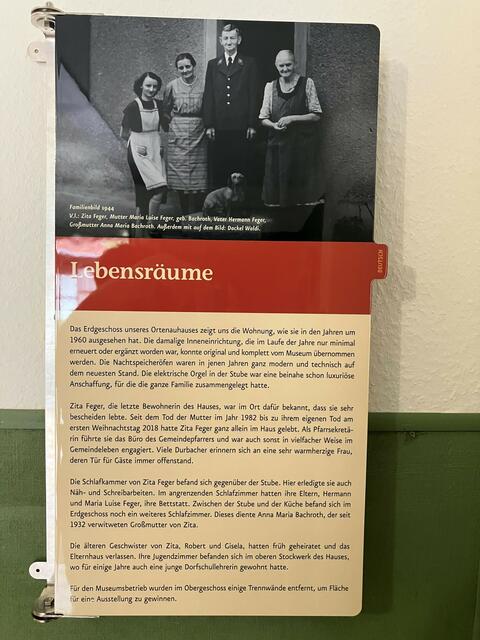 Familienbild 1944
V.l.: Zita Feger, Mutter Maria Luise Feger, geb. Bachroth, Vater Hermann Feger,
Großmutter Anna Maria Bachroth. Außerdem mit auf dem Bild: Dackel Waldi.
DEUTSCH
Lebensräume
Das Erdgeschoss unseres Ortenauhauses zeigt uns die Wohnung, wie sie in den Jahren um
1960 ausgesehen hat. Die damalige Inneneinrichtung, die im Laufe der Jahre nur minimal
erneuert oder ergänzt worden war, konnte original und komplett vom Museum übernommen
werden. Die Nachtspeicheröfen waren in jenen Jahren ganz modern und technisch auf
dem neuesten Stand. Die elektrische Orgel in der Stube war eine beinahe schon luxuriöse
Anschaffung, für die die ganze Familie zusammengelegt hatte.
Zita Feger, die letzte Bewohnerin des Hauses, war im Ort dafür bekannt, dass sie sehr
bescheiden lebte. Seit dem Tod der Mutter im Jahr 1982 bis zu ihrem eigenen Tod am
ersten Weihnachtstag 2018 hatte Zita Feger ganz allein im Haus gelebt. Als Pfarrsekretä-
rin führte sie das Büro des Gemeindepfarrers und war auch sonst in vielfacher Weise im
Gemeindeleben engagiert. Viele Durbacher erinnern sich an eine sehr warmherzige Frau,
deren Tür für Gäste immer offenstand.
Die Schlafkammer von Zita Feger befand sich gegenüber der Stube. Hier erledigte sie auch
Näh- und Schreibarbeiten. Im angrenzenden Schlafzimmer hatten ihre Eltern, Hermann
und Maria Luise Feger, ihre Bettstatt. Zwischen der Stube und der Küche befand sich im
Erdgeschoss noch ein weiteres Schlafzimmer. Dieses diente Anna Maria Bachroth, der seit
1932 verwitweten Großmutter von Zita.
Die älteren Geschwister von Zita, Robert und Gisela, hatten früh geheiratet und das
Elternhaus verlassen. Ihre Jugendzimmer befanden sich im oberen Stockwerk des Hauses,
wo für einige Jahre auch eine junge Dorfschullehrerin gewohnt hatte.
Für den Museumsbetrieb wurden im Obergeschoss einige Trennwände entfernt, um Fläche
für eine Ausstellung zu gewinnen.